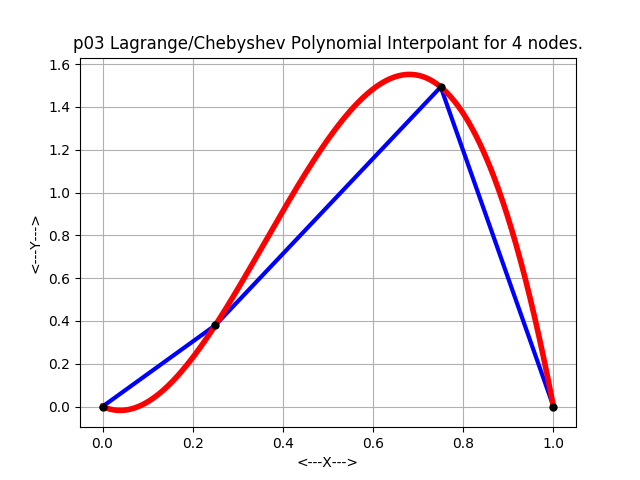 p03 Lagrange/Chebyshev Polynomial Interpolant for 4 nodes.
1.6
1.4
1.2
1.0
0.8
0.6
0.4
0.2
0.0
<---Y--->
0.0 0.2 0.4 0.6 0.8 1.0
<---X--->